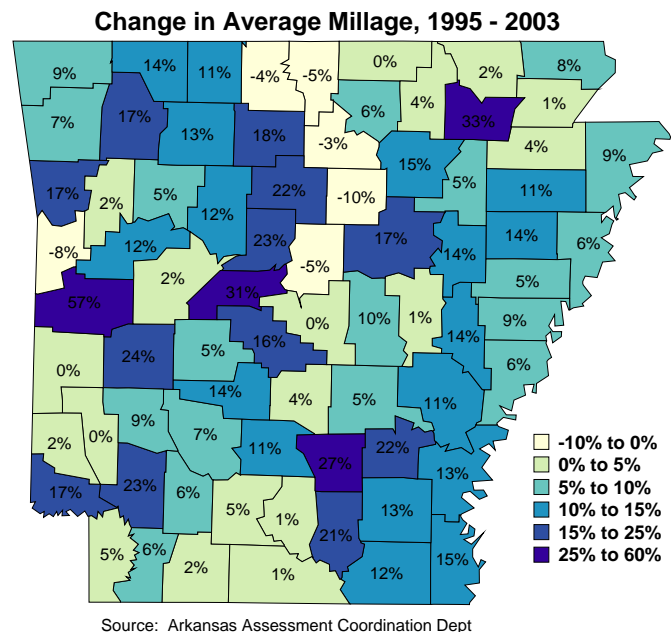 Change in Average Millage, 1995 - 2003
9% 14% 11% -4% -5% 0% 2% 8%
7% 17% 13% 18% -3% 6% 4% 33% 1%
17% 2% 5% 12% 22% -10% 15% 5% 4% 11% 9%
-8% 12% 2% 23% -5% 17% 14% 14% 6%
57% 31% 0% 10% 1% 14% 5% 9%
0% 24% 5% 16% 6%
14% 4% 5% 11%
2% 0% 9% 7% 11% 27% 22% 13%
17% 23% 6% 5% 1% 21% 13%
5% 6% 2% 1% 12% 15%
-10% to 0%
0% to 5%
5% to 10%
10% to 15%
15% to 25%
25% to 60%
Source: Arkansas Assessment Coordination Dept